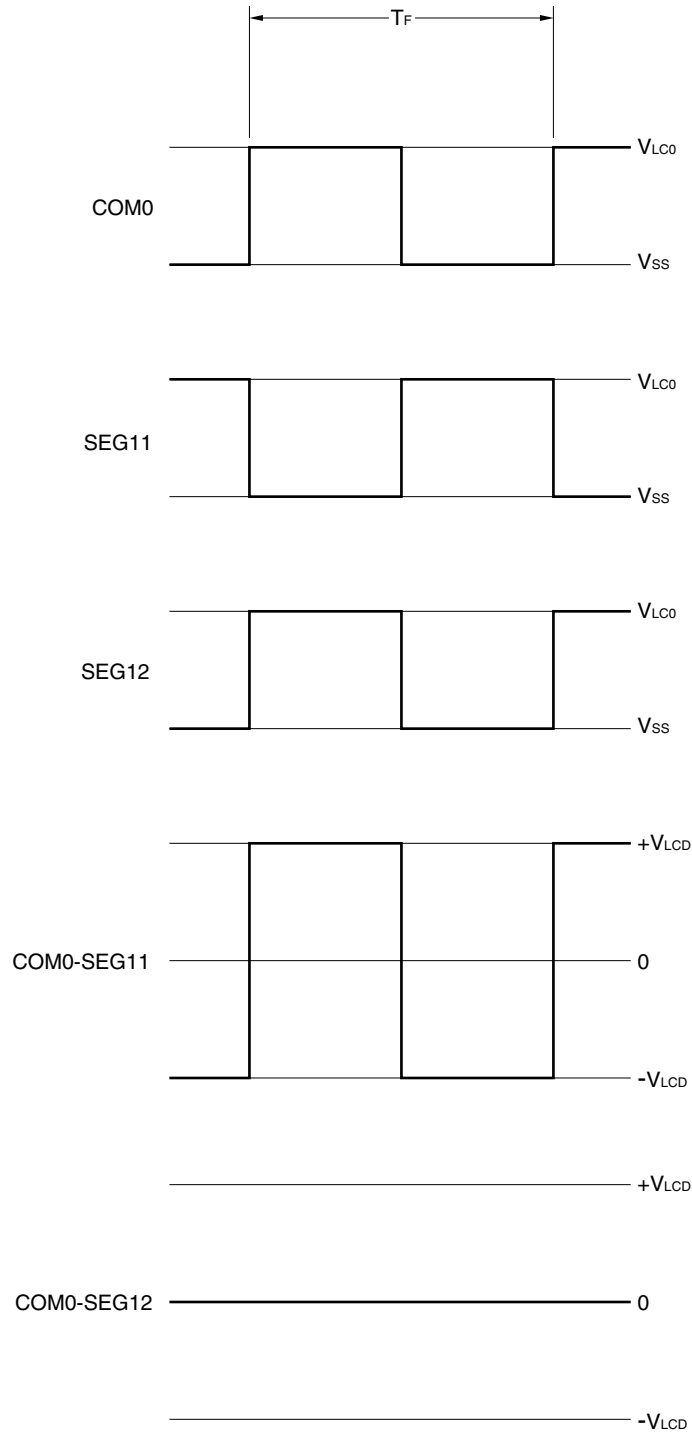 TF
VLC0
COM0
VSS
VLC0
SEG11
VSS
VLC0
SEG12
VSS
+VLCD
COM0-SEG11
0
-VLCD
+VLCD
COM0-SEG12
0
-VLCD